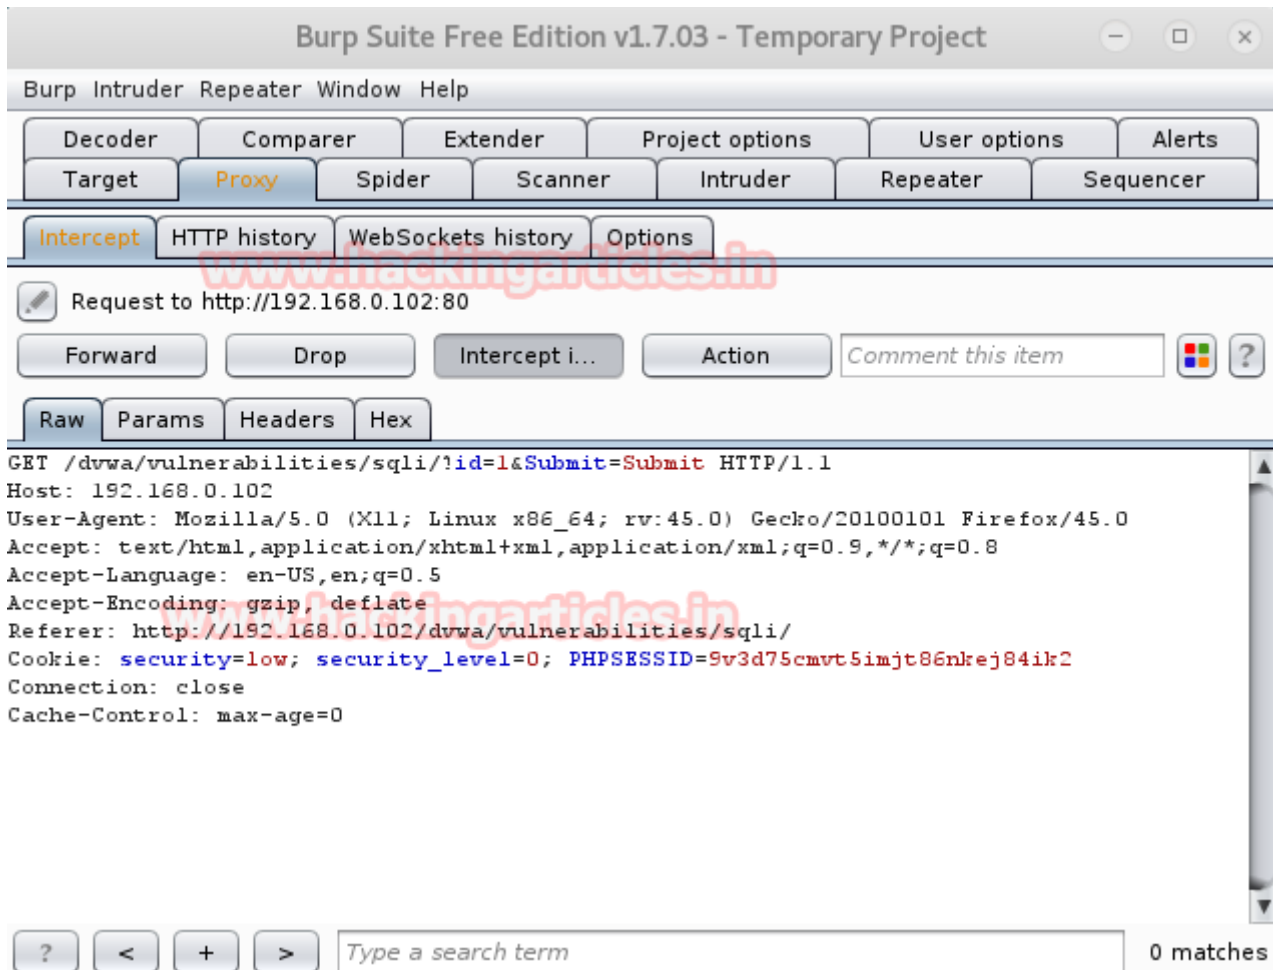 Burp Suite Free Edition v1.7.03 - Temporary Project
Burp Intruder Repeater Window Help
Decoder Comparer Extender Project options User options Alerts
Target Proxy Spider Scanner Intruder Repeater Sequencer
Intercept HTTP history WebSockets history Options
www.hackingarticles.in
Request to http://192.168.0.102:80
Forward Drop Intercept i... Action Comment this item ?
Raw Params Headers Hex
GET /dvwa/vulnerabilities/sqli/?id=1&Submit=Submit HTTP/1.1
Host: 192.168.0.102
User-Agent: Mozilla/5.0 (X11; Linux x86_64; rv:45.0) Gecko/20100101 Firefox/45.0
Accept: text/html,application/xhtml+xml,application/xml;q=0.9,*/*;q=0.8
Accept-Language: en-US,en;q=0.5
Accept-Encoding: gzip, deflate
www.hackingarticles.in
Referer: http://192.168.0.102/dvwa/vulnerabilities/sqli/
Cookie: security=low; security_level=0; PHPSESSID=9v3d75cmvt5imjt86nkej84ik2
Connection: close
Cache-Control: max-age=0
? < + > Type a search term 0 matches